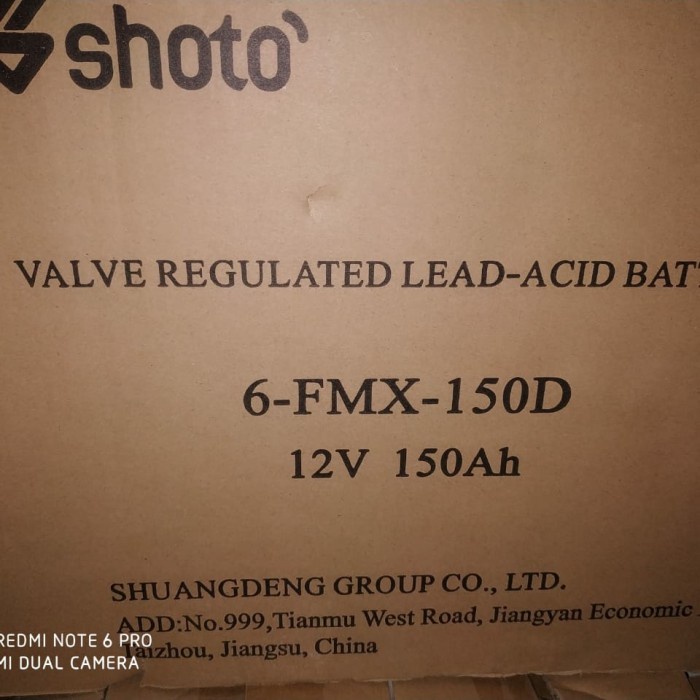 shoto
VALVE REGULATED LEAD-ACID
6-FMX-150D
12V 150Ah
SHUANGDENG GROUP CO., LTD.
ADD:No.999,Tianmu West Road, Jiangyan Economic
Taizhou, Jiangsu, China
REDMI NOTE 6 PRO
MI DUAL CAMERA